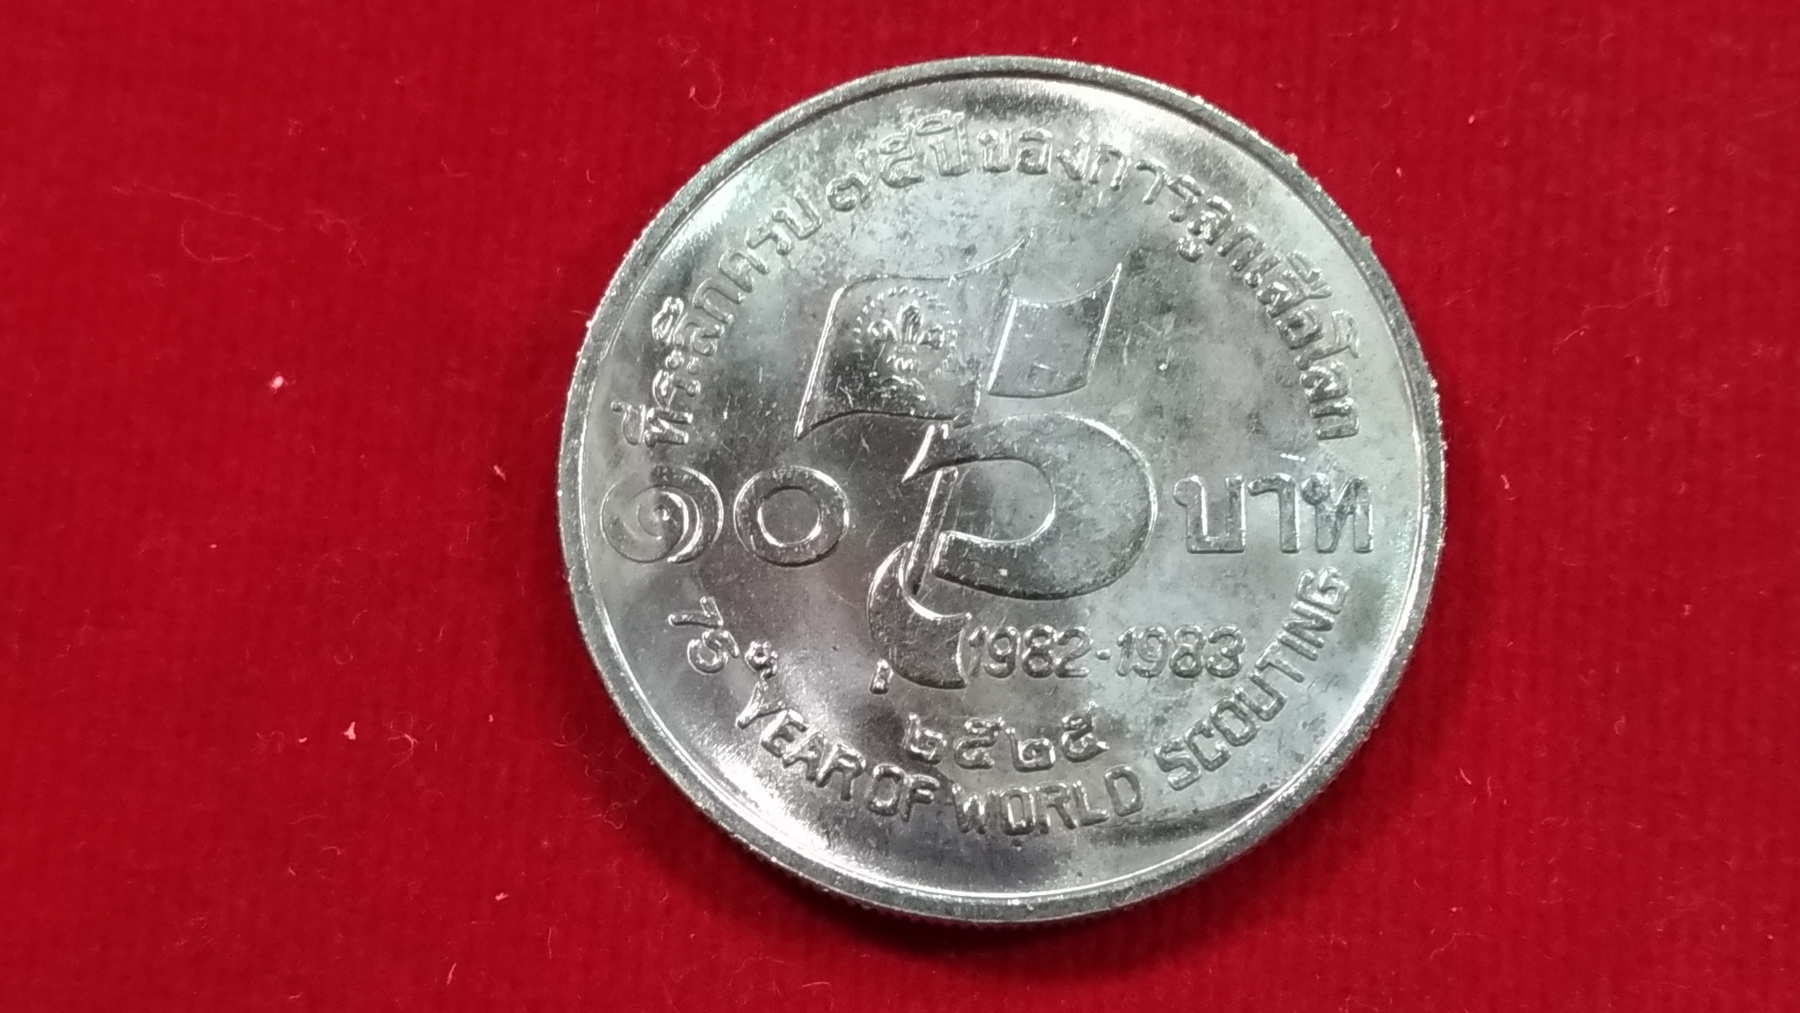 ที่ระลึกครบ ๗๕ ปี ของการลูกเสือโลก
๑๐ บาท
1982-1983
๒๕๒๕
75th YEAR OF WORLD SCOUTING